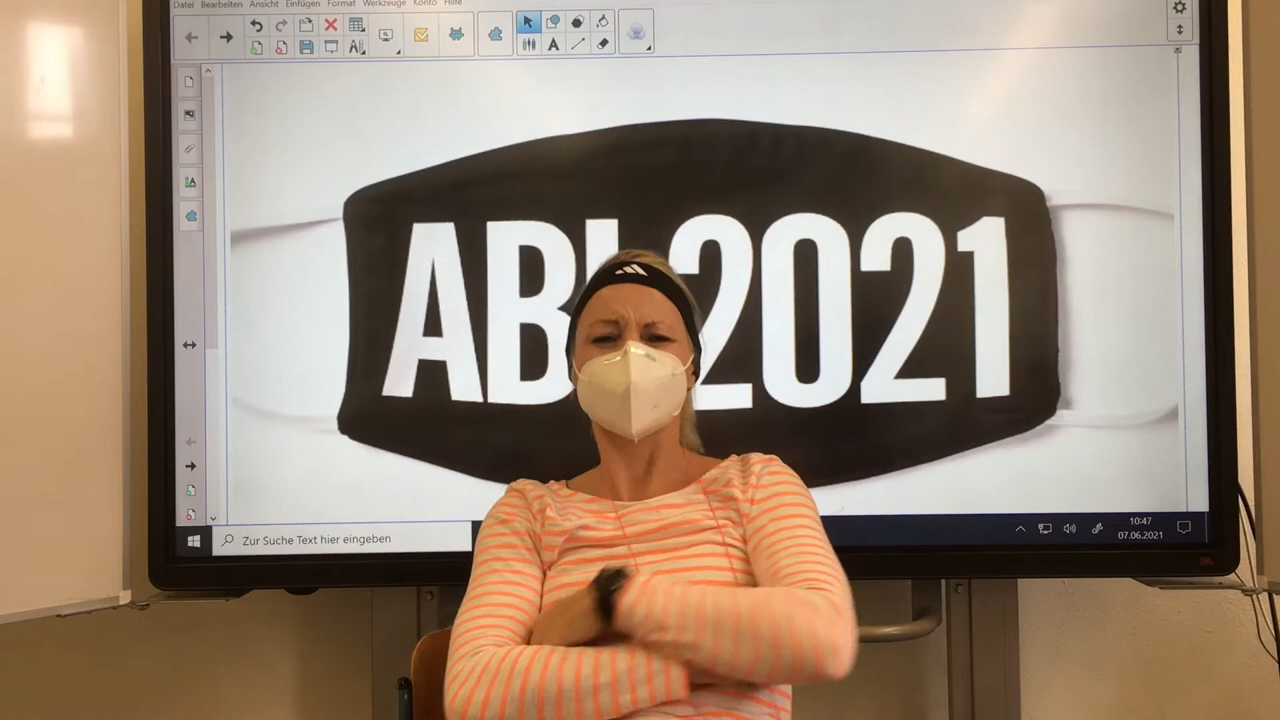 Datei Bearbeiten Ansicht Einfügen Format Werkzeuge Konto Hilfe
ABI 2021
Zur Suche Text hier eingeben
10:47
07.06.2021